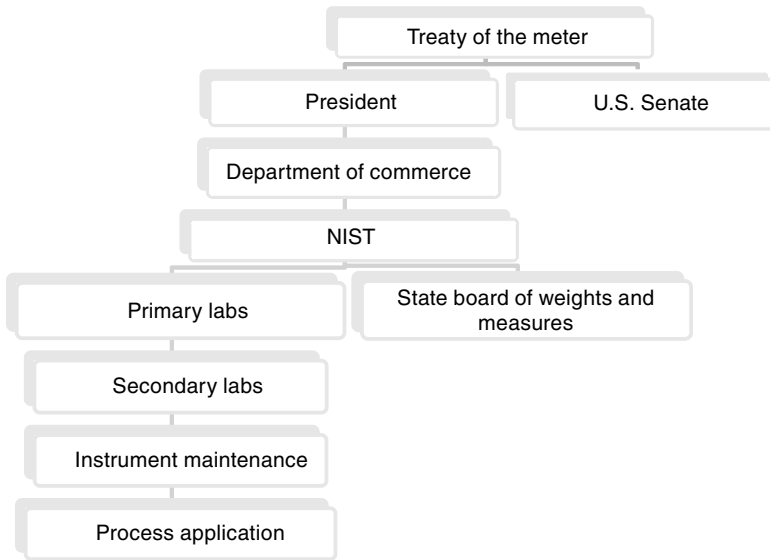 Treaty of the meter
President
U.S. Senate
Department of commerce
NIST
Primary labs
State board of weights and
measures
Secondary labs
Instrument maintenance
Process application